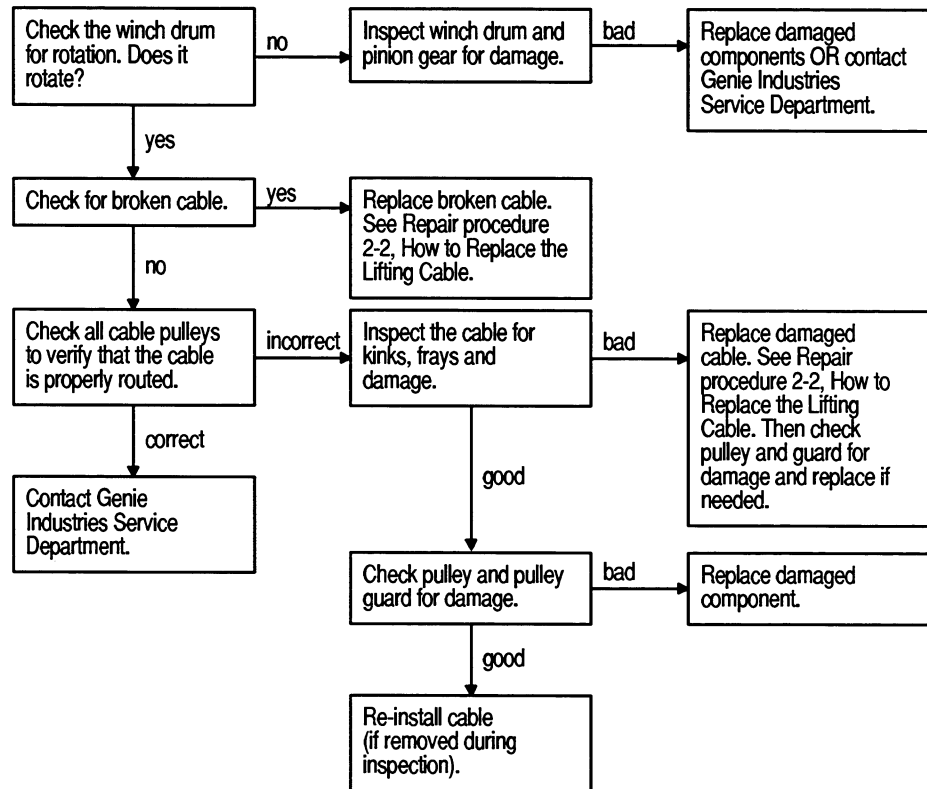 Check the winch drum
for rotation. Does it
rotate?
no
Inspect winch drum and
pinion gear for damage.
bad
Replace damaged
components OR contact
Genie Industries
Service Department.
yes
Check for broken cable.
yes
Replace broken cable.
See Repair procedure
2-2, How to Replace the
Lifting Cable.
no
Check all cable pulleys
to verify that the cable
is properly routed.
incorrect
Inspect the cable for
kinks, frays and
damage.
bad
Replace damaged
cable. See Repair
procedure 2-2, How to
Replace the Lifting
Cable. Then check
pulley and guard for
damage and replace if
needed.
correct
good
Contact Genie
Industries Service
Department.
Check pulley and pulley
guard for damage.
bad
Replace damaged
component.
good
Re-install cable
(if removed during
inspection).